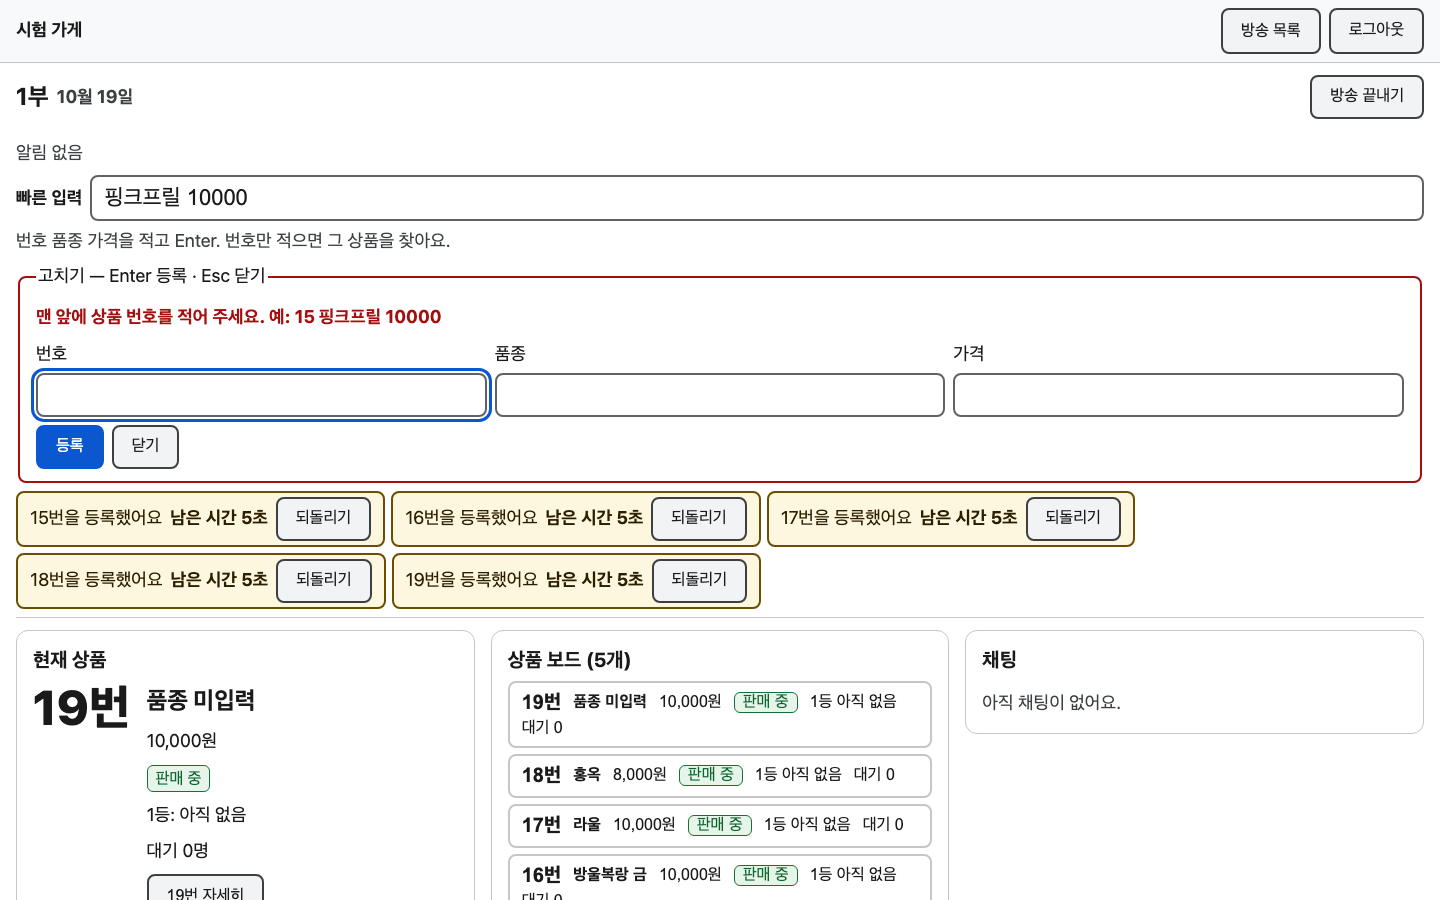 시험 가게
방송 목록
로그아웃
1부 10월 19일
방송 끝내기
알림 없음
빠른 입력
핑크프릴 10000
번호 품종 가격을 적고 Enter. 번호만 적으면 그 상품을 찾아요.
고치기 — Enter 등록 · Esc 닫기
맨 앞에 상품 번호를 적어 주세요. 예: 15 핑크프릴 10000
번호
품종
가격
등록
닫기
15번을 등록했어요 남은 시간 5초 되돌리기
16번을 등록했어요 남은 시간 5초 되돌리기
17번을 등록했어요 남은 시간 5초 되돌리기
18번을 등록했어요 남은 시간 5초 되돌리기
19번을 등록했어요 남은 시간 5초 되돌리기
현재 상품
19번
품종 미입력
10,000원
판매 중
1등: 아직 없음
대기 0명
19번 자세히
상품 보드 (5개)
19번 품종 미입력 10,000원 판매 중 1등 아직 없음
대기 0
18번 홍옥 8,000원 판매 중 1등 아직 없음 대기 0
17번 라울 10,000원 판매 중 1등 아직 없음 대기 0
16번 방울복랑 금 10,000원 판매 중 1등 아직 없음
대기 0
채팅
아직 채팅이 없어요.